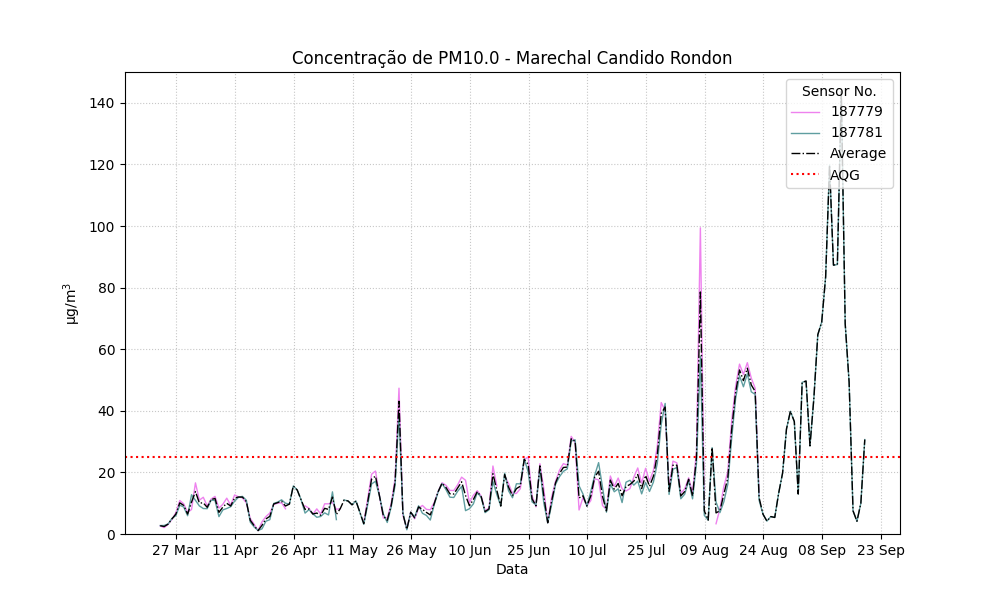 Concentração de PM10.0 - Marechal Candido Rondon
Sensor No.
187779
187781
Average
AQG
140
120
100
80
60
40
20
0
µg/m³
27 Mar 11 Apr 26 Apr 11 May 26 May 10 Jun 25 Jun 10 Jul 25 Jul 09 Aug 24 Aug 08 Sep 23 Sep
Data